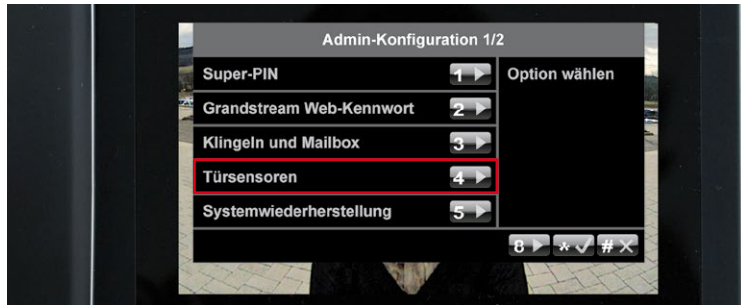 Admin-Konfiguration 1/2
Super-PIN 1 Option wählen
Grandstream Web-Kennwort 2
Klingeln und Mailbox 3
Türsensoren 4
Systemwiederherstellung 5
8 * #